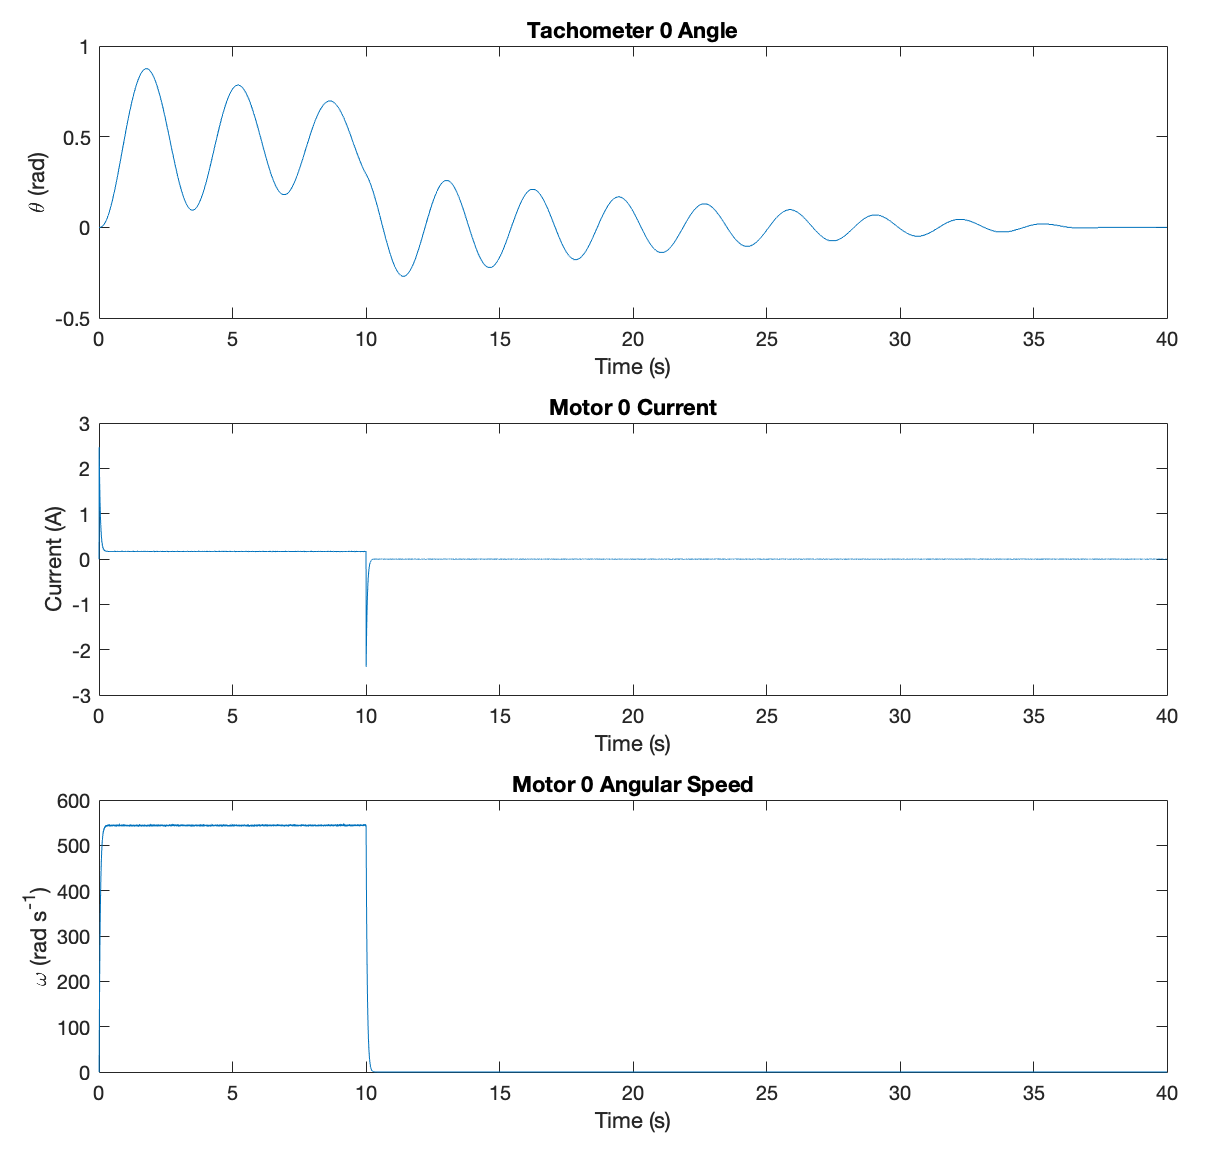 Tachometer 0 Angle
1
0.5
0
-0.5
θ (rad)
0 5 10 15 20 25 30 35 40
Time (s)
Motor 0 Current
3
2
1
0
-1
-2
-3
Current (A)
0 5 10 15 20 25 30 35 40
Time (s)
Motor 0 Angular Speed
600
500
400
300
200
100
0
ω (rad s⁻¹)
0 5 10 15 20 25 30 35 40
Time (s)